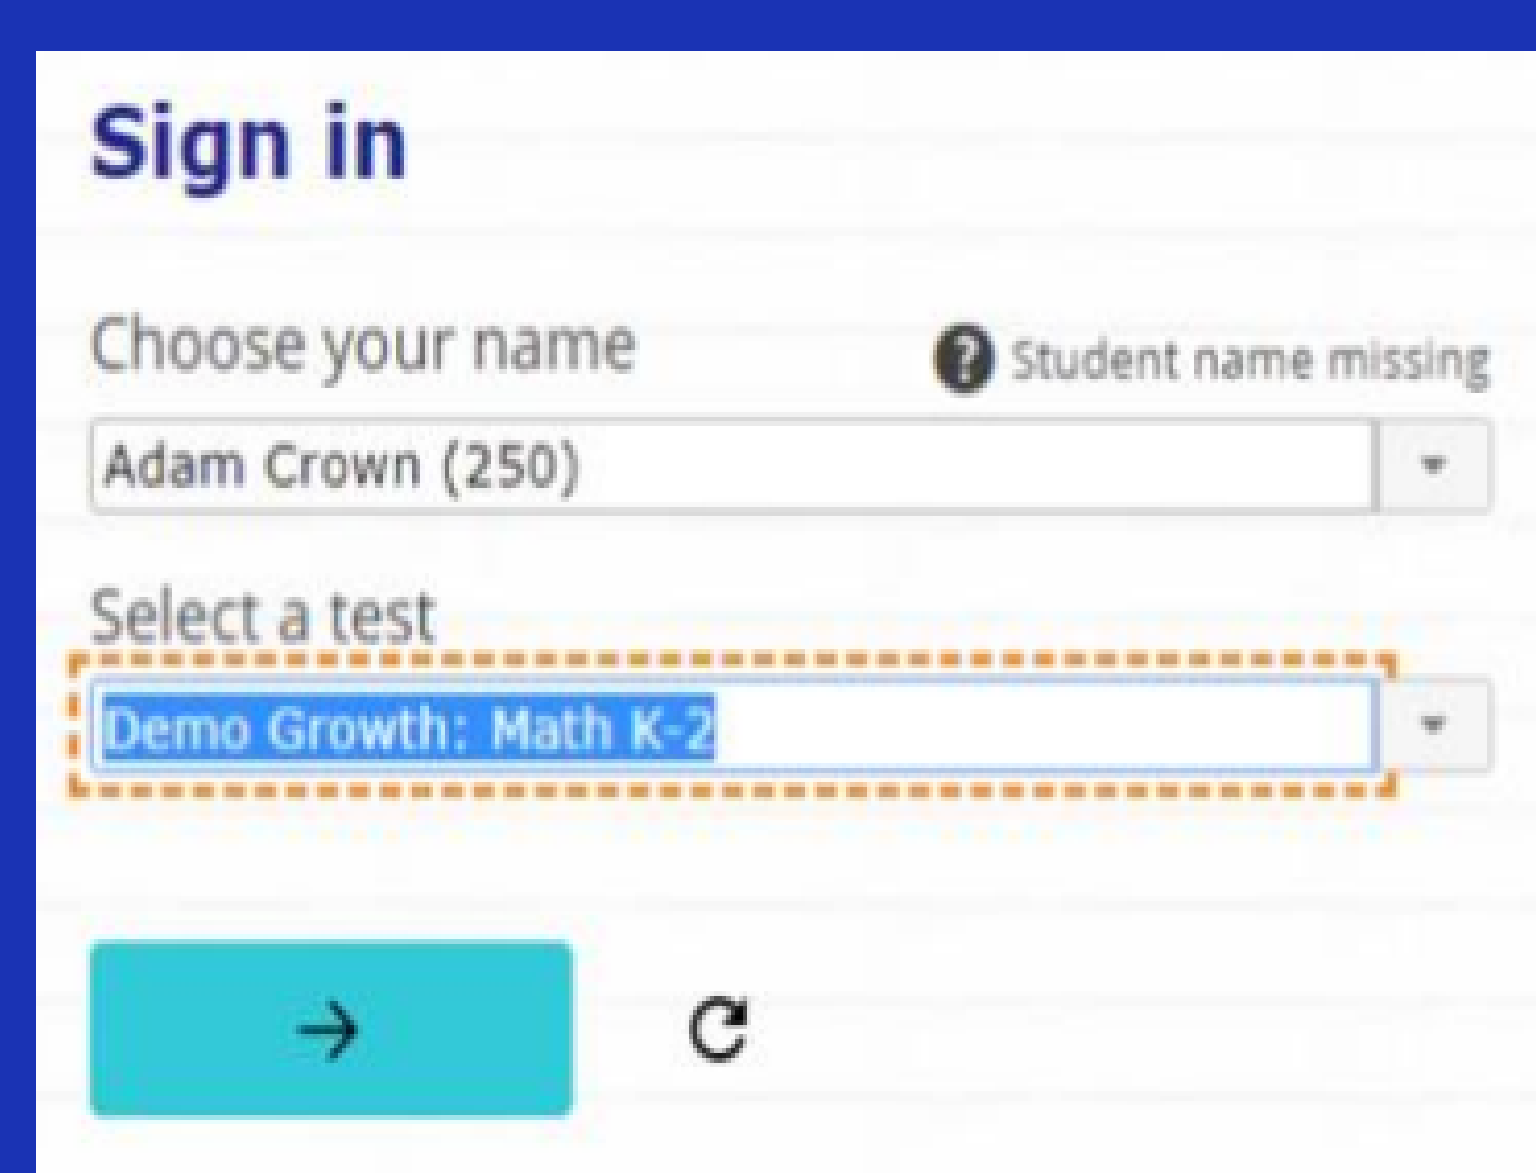 Sign in
Choose your name
Student name missing
Adam Crown (250)
Select a test
Demo Growth: Math K-2